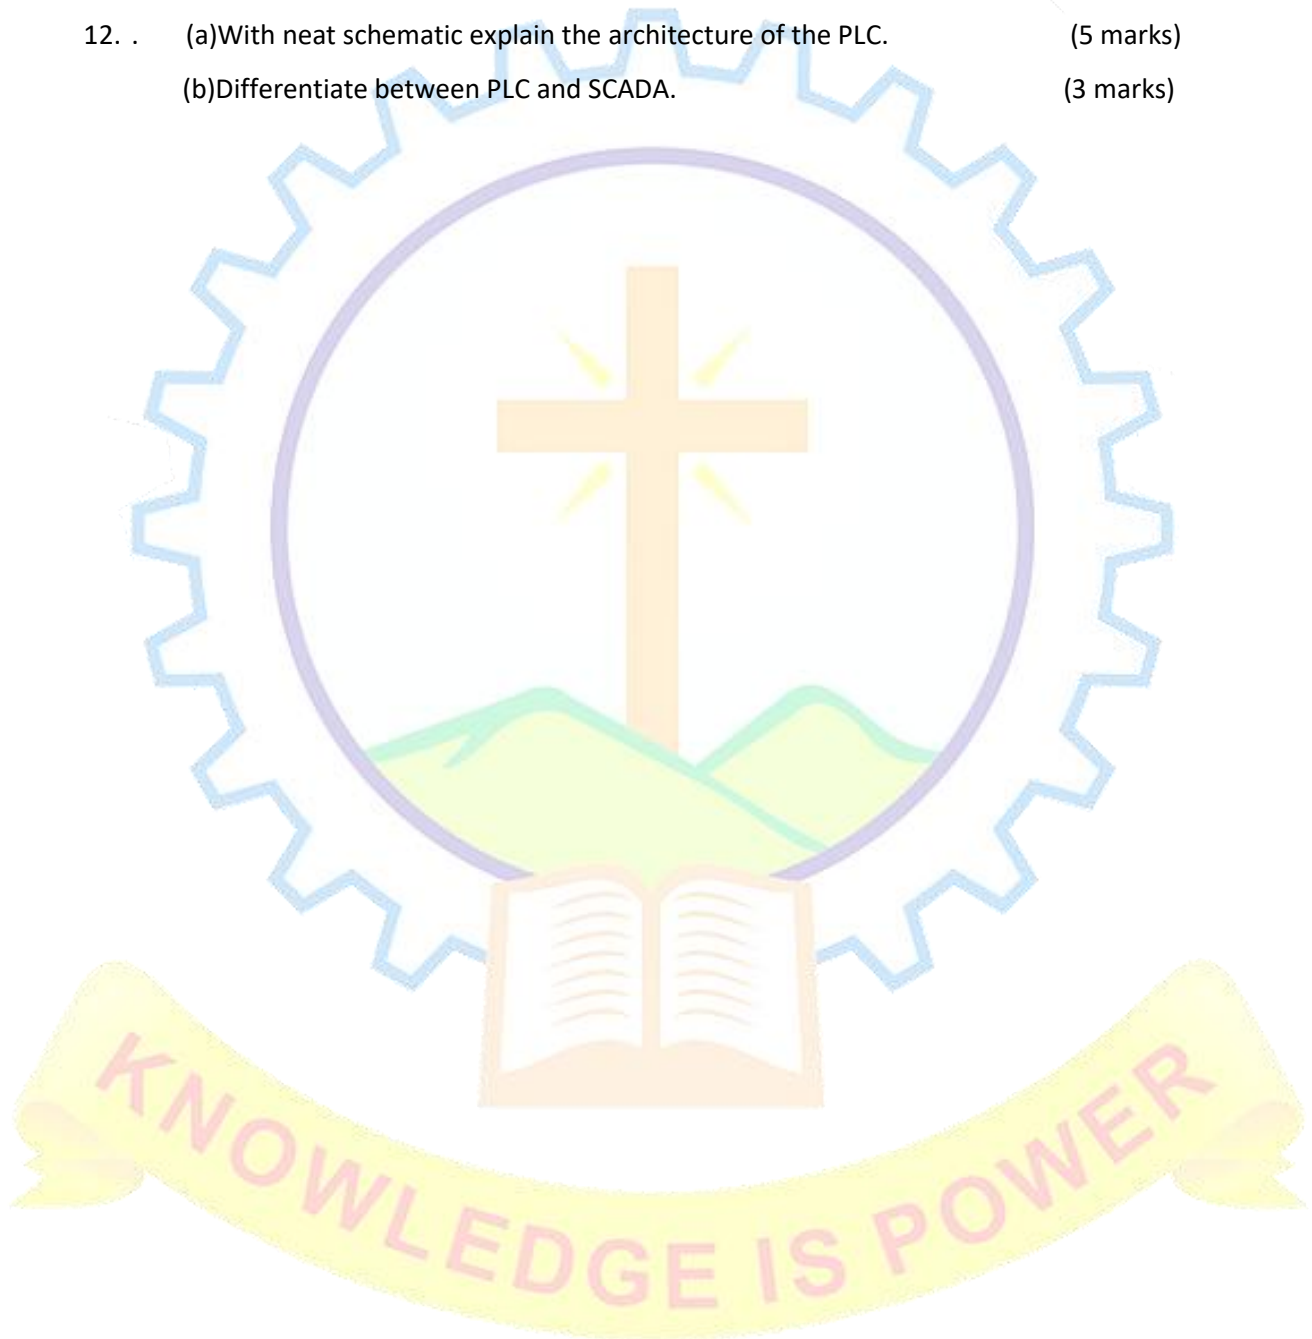 12. . (a)With neat schematic explain the architecture of the PLC. (5 marks)
(b)Differentiate between PLC and SCADA. (3 marks)
KNOWLEDGE IS POWER